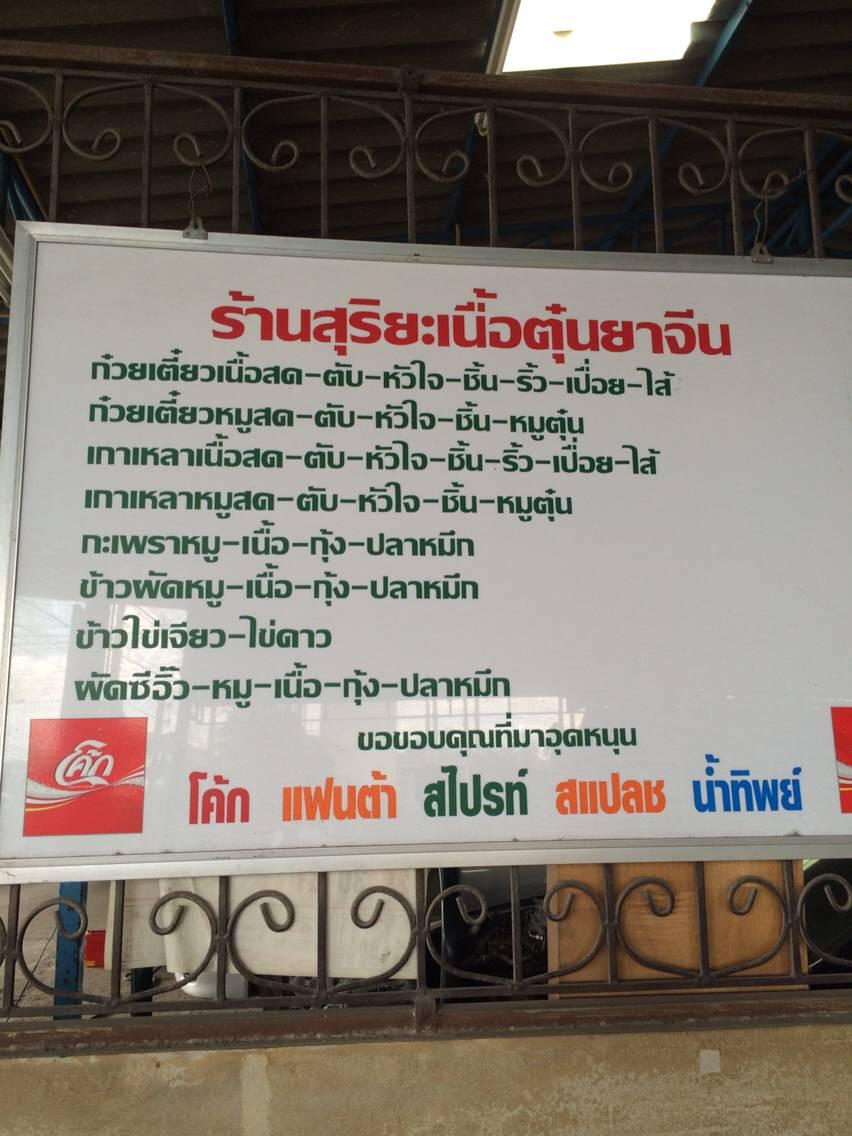 ร้านสุริยะเนื้อตุ๋นยาจีน
ก๋วยเตี๋ยวเนื้อสด-ตับ-หัวใจ-ชิ้น-ริ้ว-เปื่อย-ไส้
ก๋วยเตี๋ยวหมูสด-ตับ-หัวใจ-ชิ้น-หมูตุ๋น
เกาเหลาเนื้อสด-ตับ-หัวใจ-ชิ้น-ริ้ว-เปื่อย-ไส้
เกาเหลาหมูสด-ตับ-หัวใจ-ชิ้น-หมูตุ๋น
กะเพราหมู-เนื้อ-กุ้ง-ปลาหมึก
ข้าวผัดหมู-เนื้อ-กุ้ง-ปลาหมึก
ข้าวไข่เจียว-ไข่ดาว
ผัดซีอิ๊ว-หมู-เนื้อ-กุ้ง-ปลาหมึก
ขอขอบคุณที่มาอุดหนุน
โค้ก
โค้ก แฟนต้า สไปรท์ สแปลช น้ำทิพย์